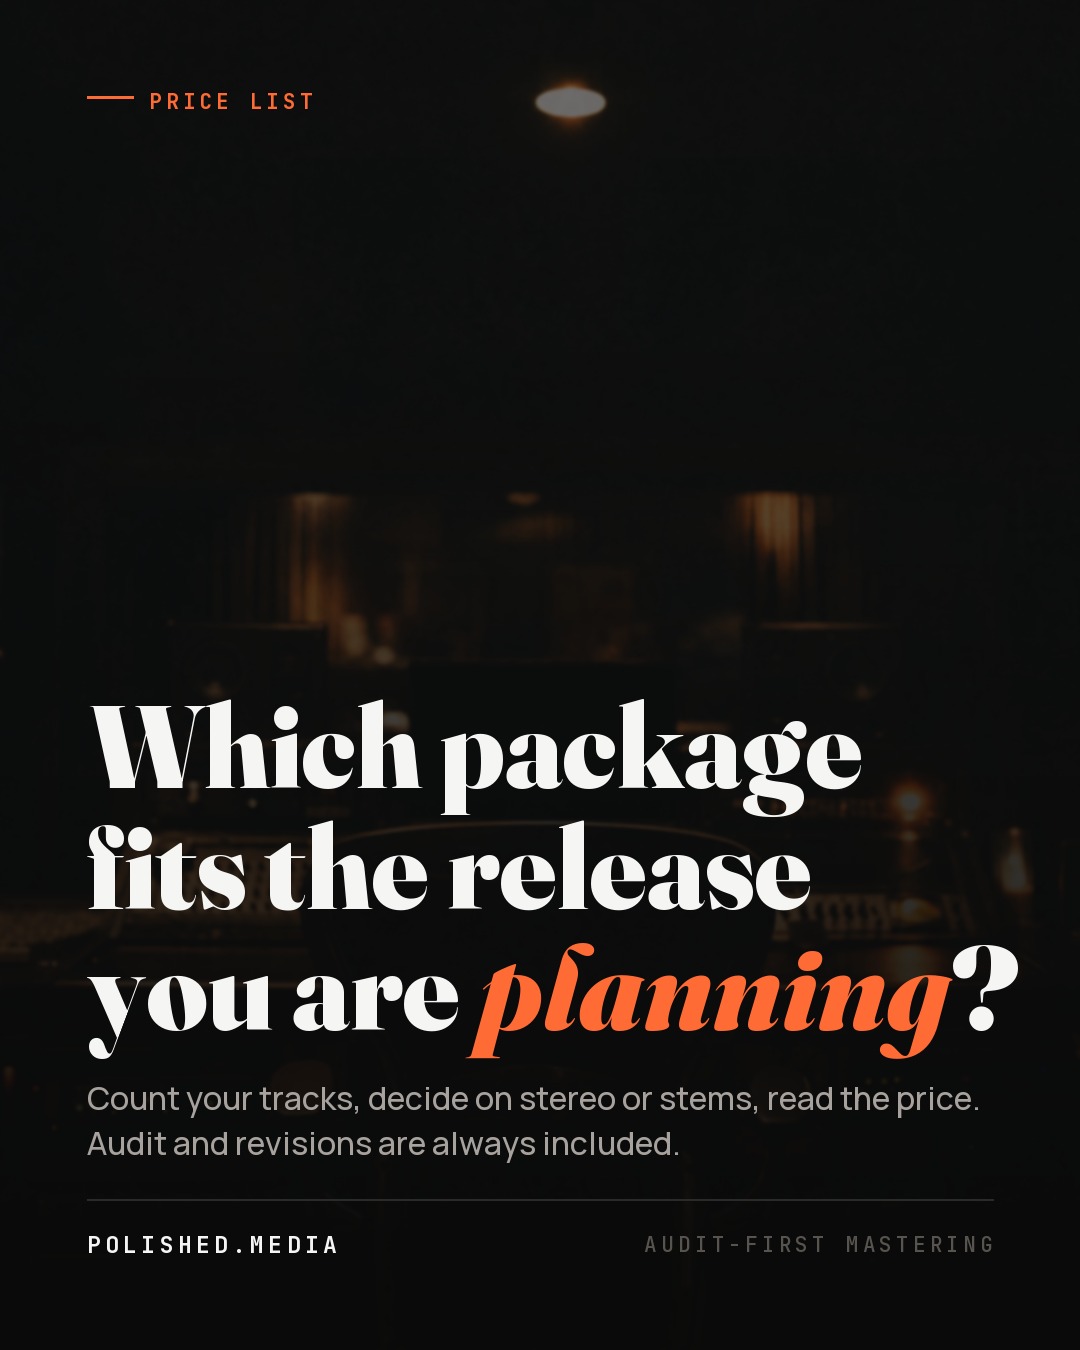 PRICE LIST
Which package
fits the release
you are planning?
Count your tracks, decide on stereo or stems, read the price.
Audit and revisions are always included.
POLISHED.MEDIA
AUDIT-FIRST MASTERING